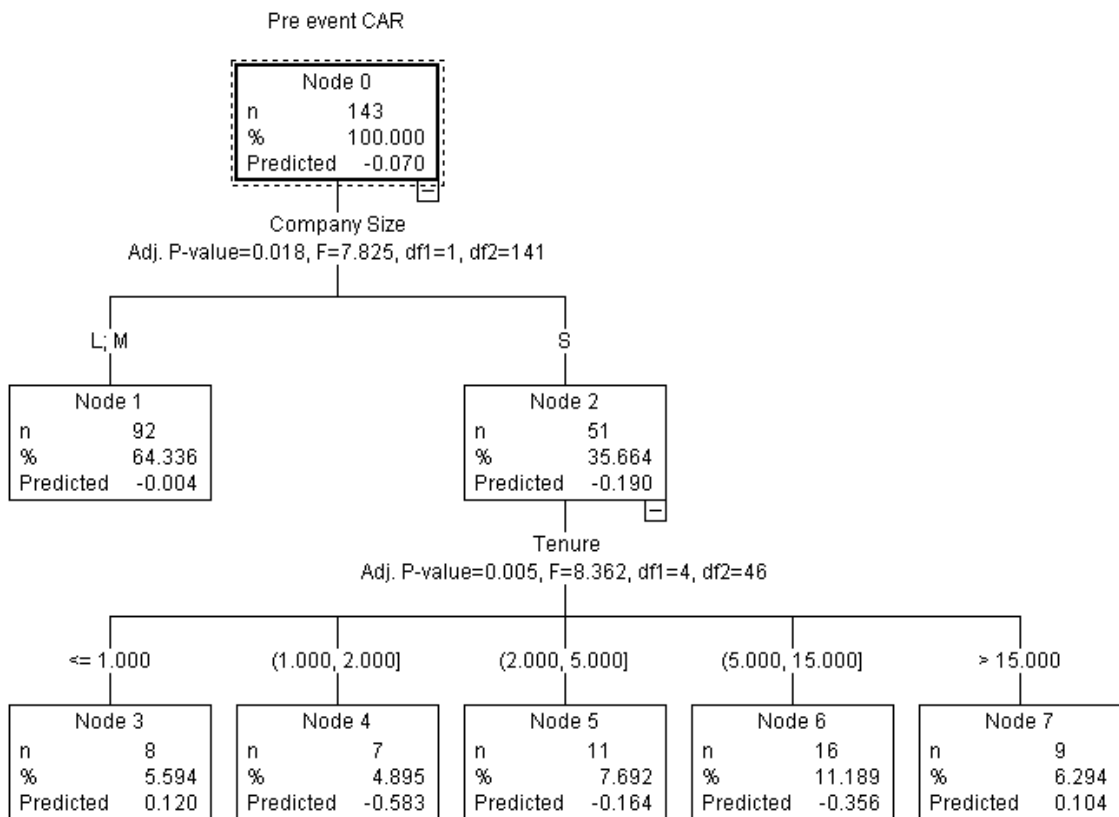 Pre event CAR
Node 0
n 143
% 100.000
Predicted -0.070
Company Size
Adj. P-value=0.018, F=7.825, df1=1, df2=141
L; M
S
Node 1
n 92
% 64.336
Predicted -0.004
Node 2
n 51
% 35.664
Predicted -0.190
Tenure
Adj. P-value=0.005, F=8.362, df1=4, df2=46
<= 1.000
(1.000, 2.000]
(2.000, 5.000]
(5.000, 15.000]
> 15.000
Node 3
n 8
% 5.594
Predicted 0.120
Node 4
n 7
% 4.895
Predicted -0.583
Node 5
n 11
% 7.692
Predicted -0.164
Node 6
n 16
% 11.189
Predicted -0.356
Node 7
n 9
% 6.294
Predicted 0.104